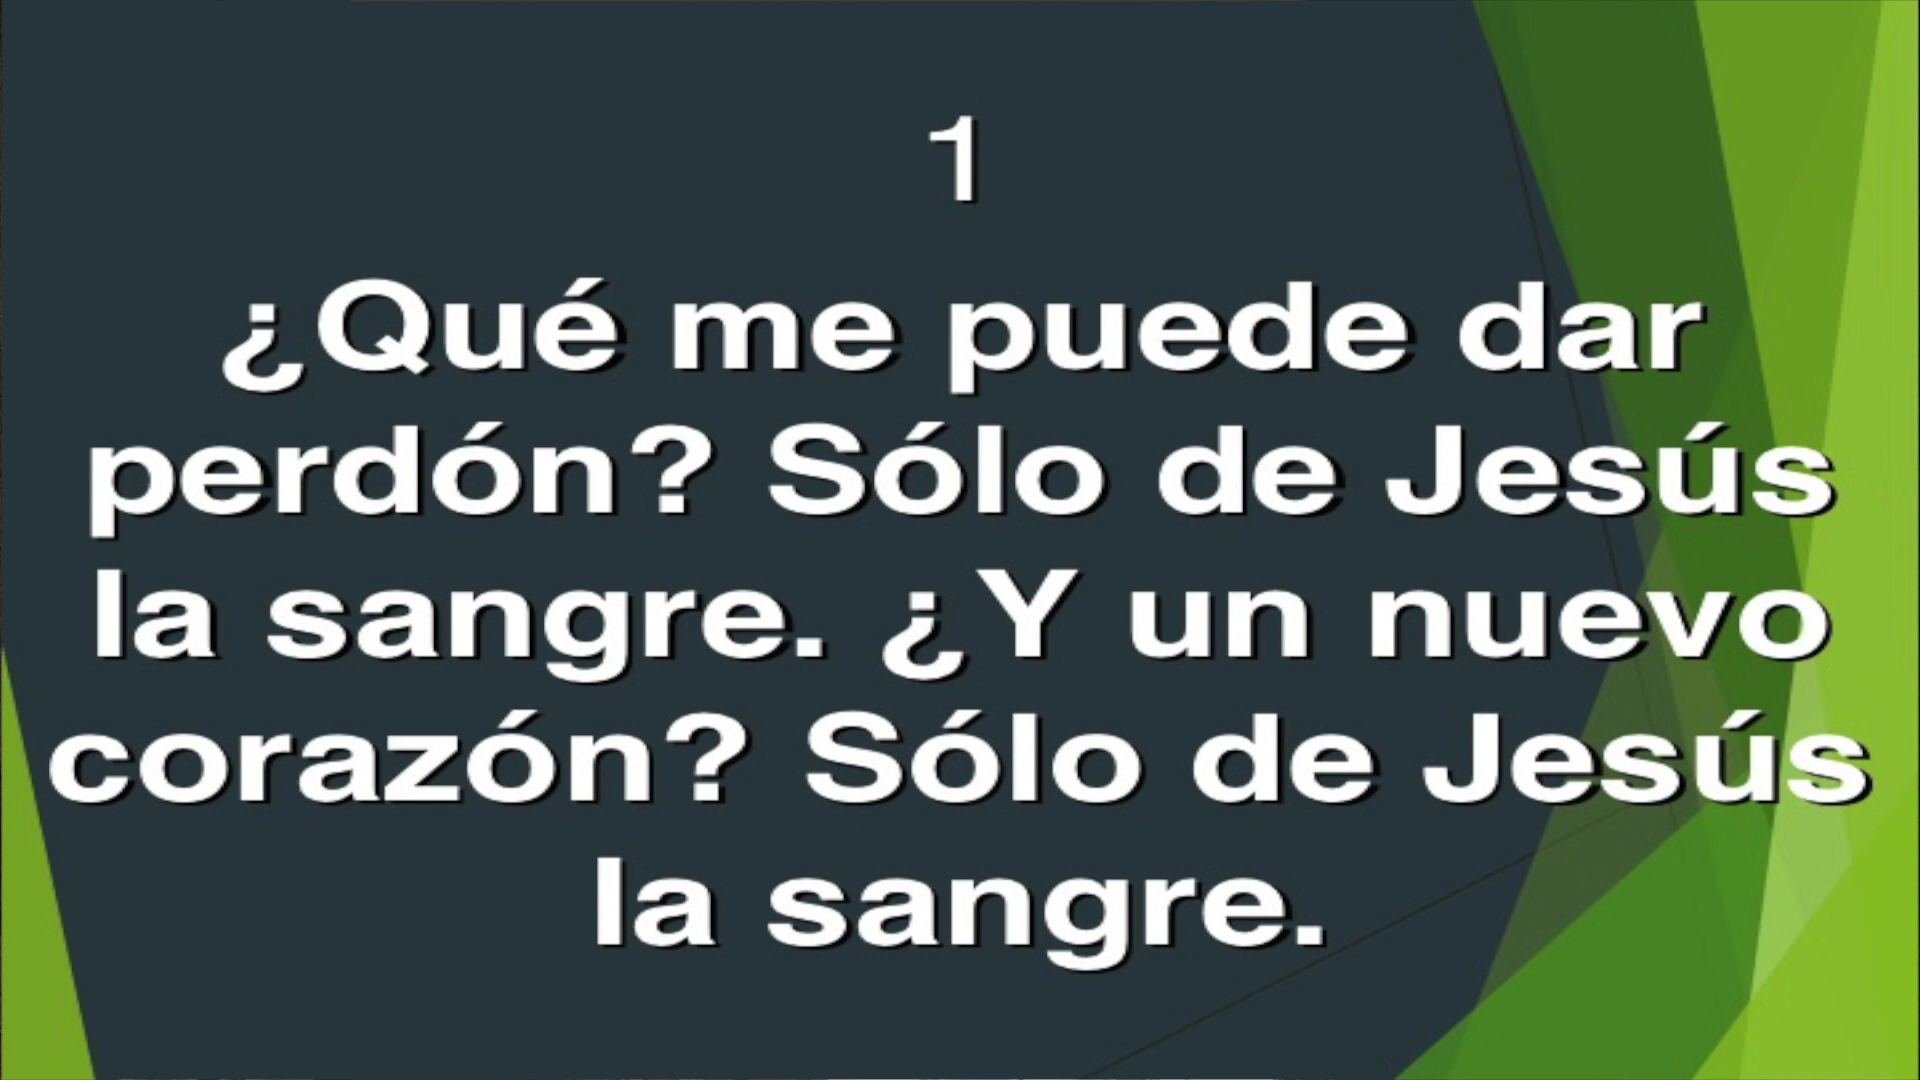 1
¿Qué me puede dar
perdón? Sólo de Jesús
la sangre. ¿Y un nuevo
corazón? Sólo de Jesús
la sangre.